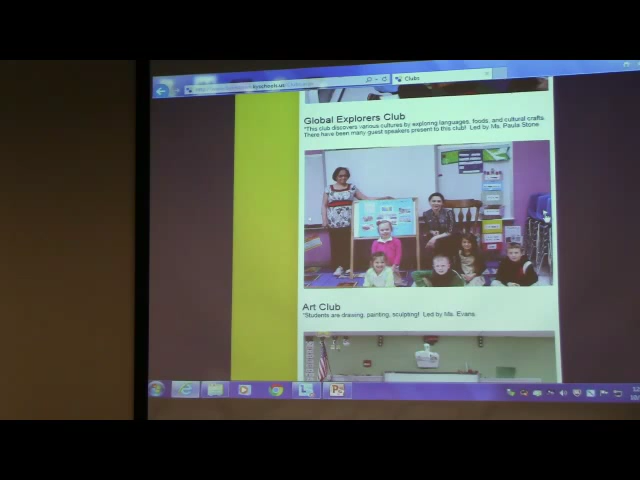 Clubs
Global Explorers Club
*This club discovers various cultures by exploring languages, foods, and cultural crafts.
There have been many guest speakers present to this club! Led by Ms. Paula Stone
Art Club
*Students are drawing, painting, sculpting! Led by Ms. Evans.